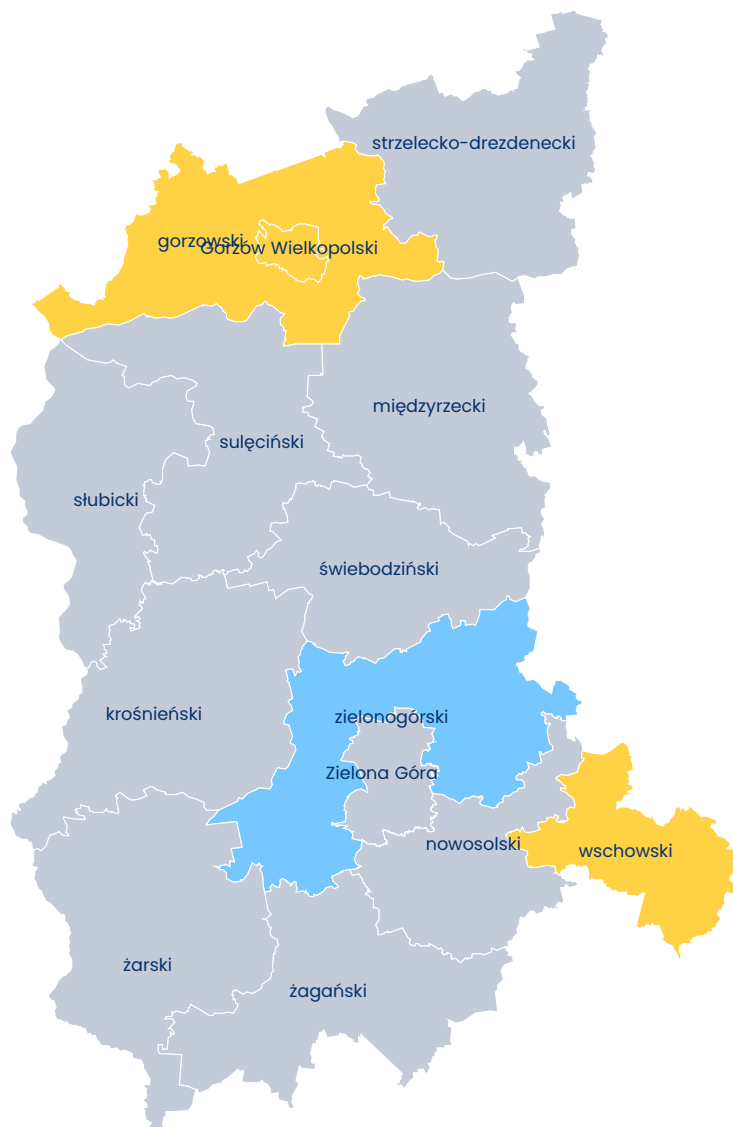 strzelecko-drezdenecki
gorzowski
Gorzów Wielkopolski
międzyrzecki
sulęciński
słubicki
świebodziński
krośnieński
zielonogórski
Zielona Góra
nowosolski
wschowski
żarski
żagański